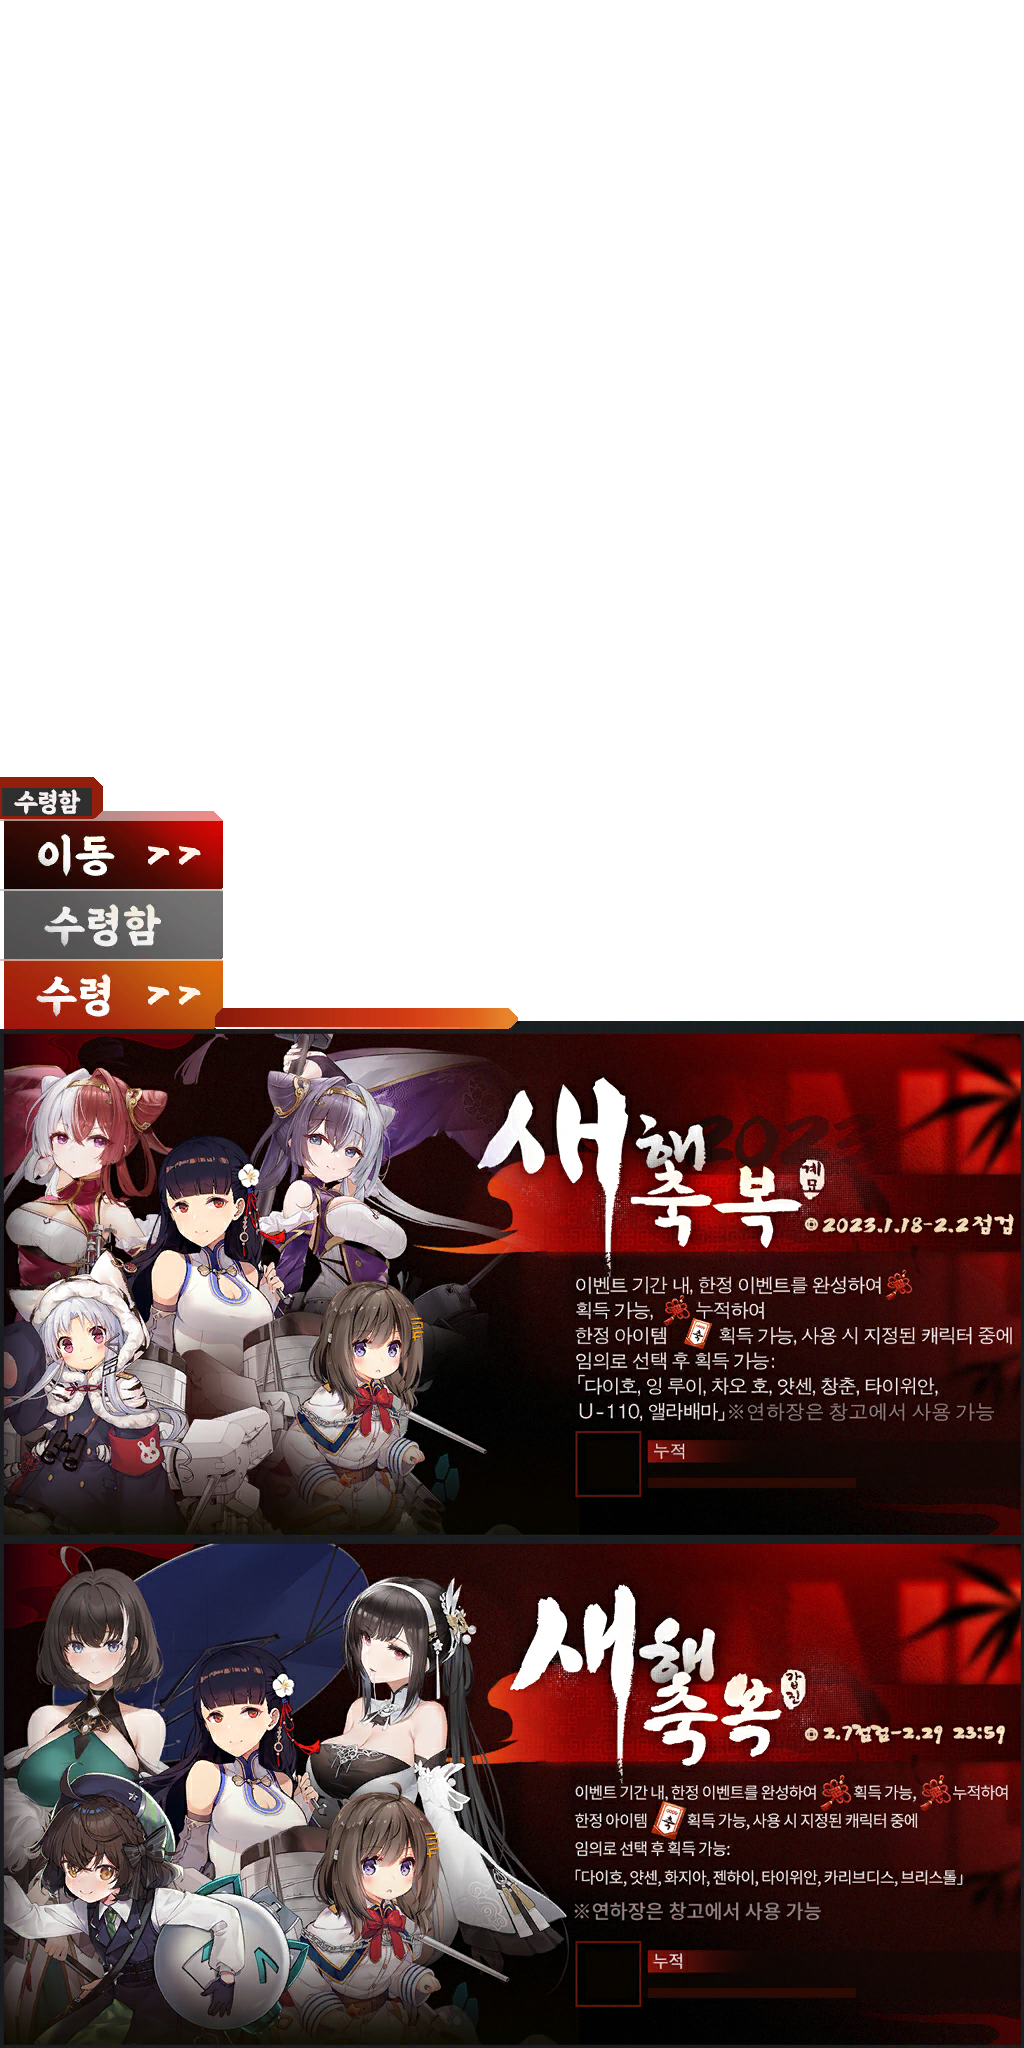 수령함
이동 >>
수령함
수령 >>
2023
새해
축복
계묘
2023.1.18-2.2 점검
이벤트 기간 내, 한정 이벤트를 완성하여
획득 가능, 누적하여
한정 아이템 축 획득 가능, 사용 시 지정된 캐릭터 중에
임의로 선택 후 획득 가능:
「다이호, 잉 루이, 차오 호, 얏센, 창춘, 타이위안,
U-110, 앨라배마」※연하장은 창고에서 사용 가능
누적
새해
축복
갑진
2.7점검-2.29 23:59
이벤트 기간 내, 한정 이벤트를 완성하여 획득 가능, 누적하여
한정 아이템 축 획득 가능, 사용 시 지정된 캐릭터 중에
임의로 선택 후 획득 가능:
「다이호, 얏센, 화지아, 젠하이, 타이위안, 카리브디스, 브리스톨」
※연하장은 창고에서 사용 가능
누적